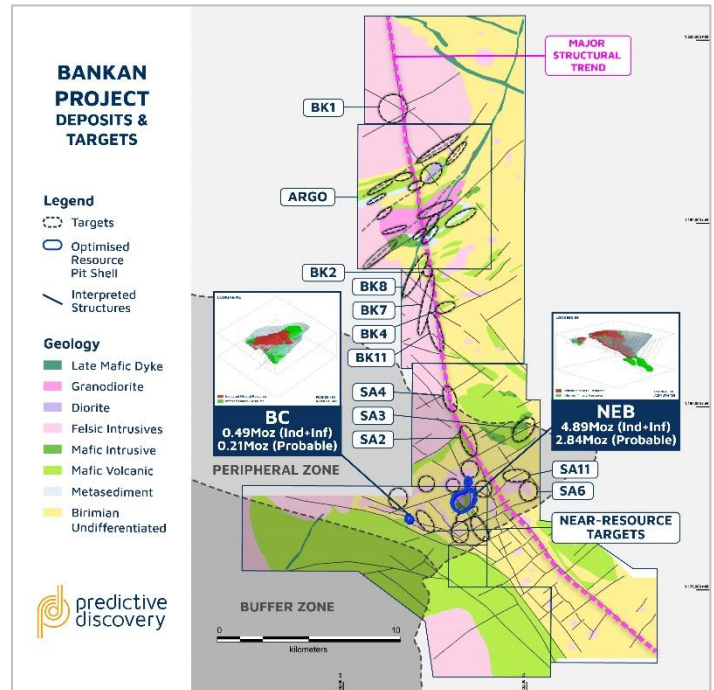 BANKAN
PROJECT
DEPOSITS &
TARGETS
Legend
Targets
Optimised
Resource
Pit Shell
Interpreted
Structures
Geology
Late Mafic Dyke
Granodiorite
Diorite
Felsic Intrusives
Mafic Intrusive
Mafic Volcanic
Metasediment
Birimian
Undifferentiated
predictive
discovery
MAJOR
STRUCTURAL
TREND
BK1
ARGO
BK2
BK8
BK7
BK4
BK11
SA4
SA3
SA2
BC
0.49Moz (Ind+Inf)
0.21Moz (Probable)
NEB
4.89Moz (Ind+Inf)
2.84Moz (Probable)
SA11
SA6
NEAR-RESOURCE
TARGETS
PERIPHERAL ZONE
BUFFER ZONE
0
10
kilometers